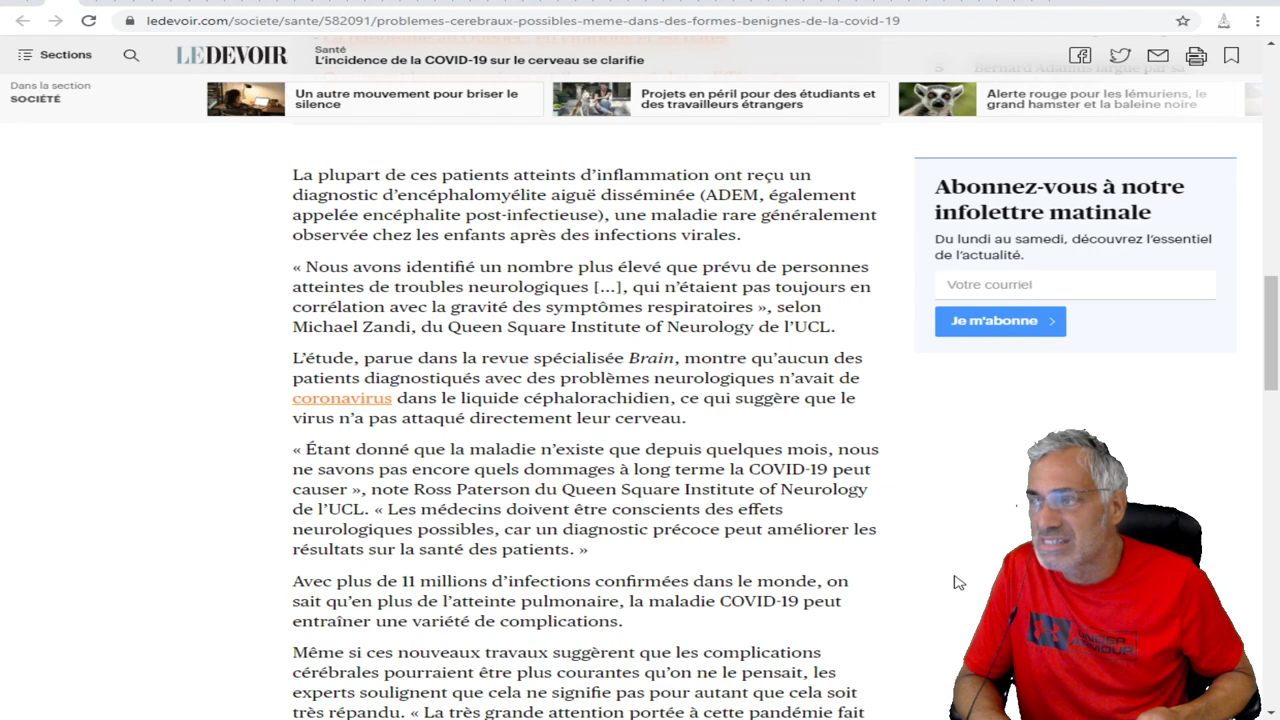 ledevoir.com/societe/sante/582091/problemes-cerebraux-possibles-meme-dans-des-formes-benignes-de-la-covid-19
Sections
LE DEVOIR
Santé
L'incidence de la COVID-19 sur le cerveau se clarifie
Dans la section
SOCIÉTÉ
Un autre mouvement pour briser le
silence
Projets en péril pour des étudiants et
des travailleurs étrangers
Alerte rouge pour les lémuriens, le
grand hamster et la baleine noire
5 Bernard Adamus largué par sa
La plupart de ces patients atteints d'inflammation ont reçu un
diagnostic d'encéphalomyélite aiguë disséminée (ADEM, également
appelée encéphalite post-infectieuse), une maladie rare généralement
observée chez les enfants après des infections virales.
« Nous avons identifié un nombre plus élevé que prévu de personnes
atteintes de troubles neurologiques [...], qui n'étaient pas toujours en
corrélation avec la gravité des symptômes respiratoires », selon
Michael Zandi, du Queen Square Institute of Neurology de l'UCL.
L'étude, parue dans la revue spécialisée Brain, montre qu'aucun des
patients diagnostiqués avec des problèmes neurologiques n'avait de
coronavirus dans le liquide céphalorachidien, ce qui suggère que le
virus n'a pas attaqué directement leur cerveau.
« Étant donné que la maladie n'existe que depuis quelques mois, nous
ne savons pas encore quels dommages à long terme la COVID-19 peut
causer », note Ross Paterson du Queen Square Institute of Neurology
de l'UCL. « Les médecins doivent être conscients des effets
neurologiques possibles, car un diagnostic précoce peut améliorer les
résultats sur la santé des patients. »
Avec plus de 11 millions d'infections confirmées dans le monde, on
sait qu'en plus de l'atteinte pulmonaire, la maladie COVID-19 peut
entraîner une variété de complications.
Même si ces nouveaux travaux suggèrent que les complications
cérébrales pourraient être plus courantes qu'on ne le pensait, les
experts soulignent que cela ne signifie pas pour autant que cela soit
très répandu. « La très grande attention portée à cette pandémie fait
Abonnez-vous à notre
infolettre matinale
Du lundi au samedi, découvrez l'essentiel
de l'actualité.
Votre courriel
Je m'abonne
UNDER
ARMOUR